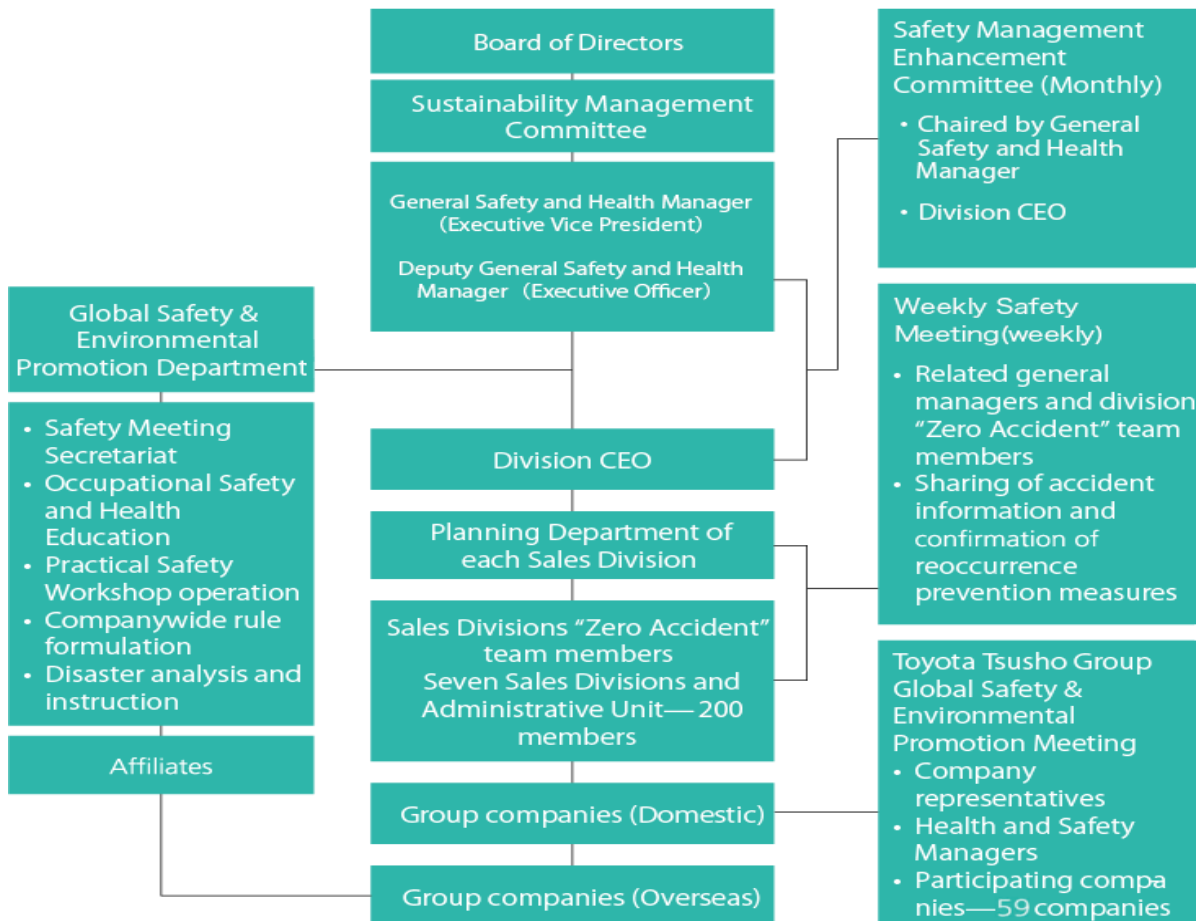 Board of Directors
Sustainability Management
Committee
General Safety and Health Manager
(Executive Vice President)
Deputy General Safety and Health
Manager (Executive Officer)
Global Safety &
Environmental
Promotion Department
• Safety Meeting
Secretariat
• Occupational Safety
and Health
Education
• Practical Safety
Workshop operation
• Companywide rule
formulation
• Disaster analysis and
instruction
Affiliates
Division CEO
Planning Department of
each Sales Division
Sales Divisions “Zero Accident”
team members
Seven Sales Divisions and
Administrative Unit—200
members
Group companies (Domestic)
Group companies (Overseas)
Safety Management
Enhancement
Committee (Monthly)
• Chaired by General
Safety and Health
Manager
• Division CEO
Weekly Safety
Meeting(weekly)
• Related general
managers and division
“Zero Accident” team
members
• Sharing of accident
information and
confirmation of
reoccurrence
prevention measures
Toyota Tsusho Group
Global Safety &
Environmental
Promotion Meeting
• Company
representatives
• Health and Safety
Managers
• Participating compa-
nies—59 companies